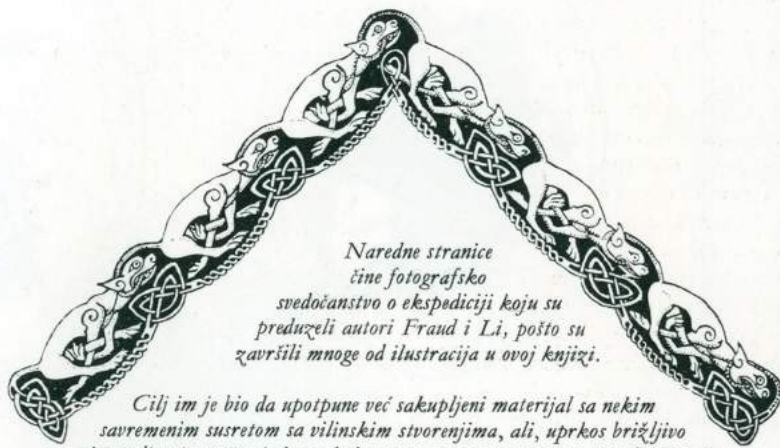 Naredne stranice
čine fotografsko
svedočanstvo o ekspediciji koju su
preduzeli autori Fraud i Li, pošto su
završili mnoge od ilustracija u ovoj knjizi.
Cilj im je bio da upotpune već sakupljeni materijal sa nekim
savremenim susretom sa vilinskim stvorenjima, ali, uprkos brižljivo